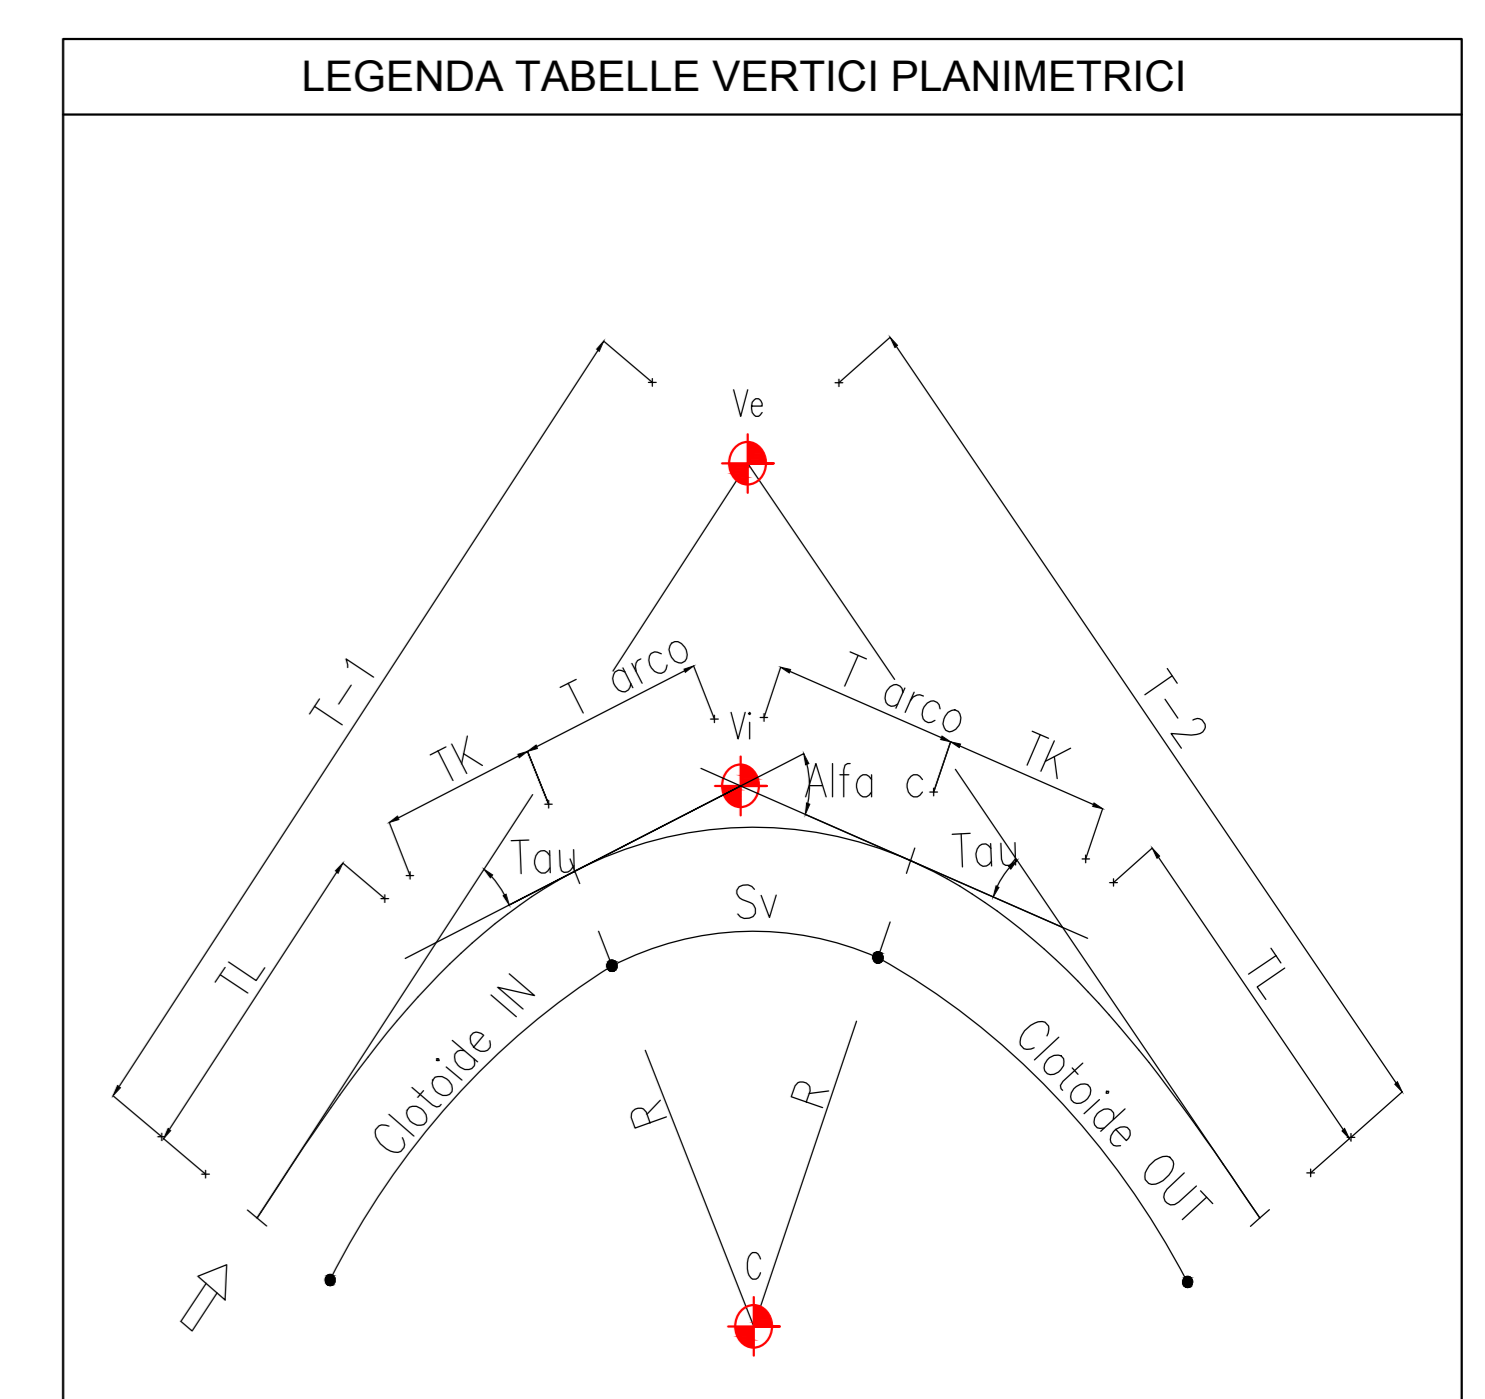 LEGENDA TABELLE VERTICI PLANIMETRICI
Ve
T-1
T arco
T arco
T-2
TK
Vi
TK
Alfa c
Tau
Tau
Sv
TL
TL
Clotoide IN
Clotoide OUT
R
R
C